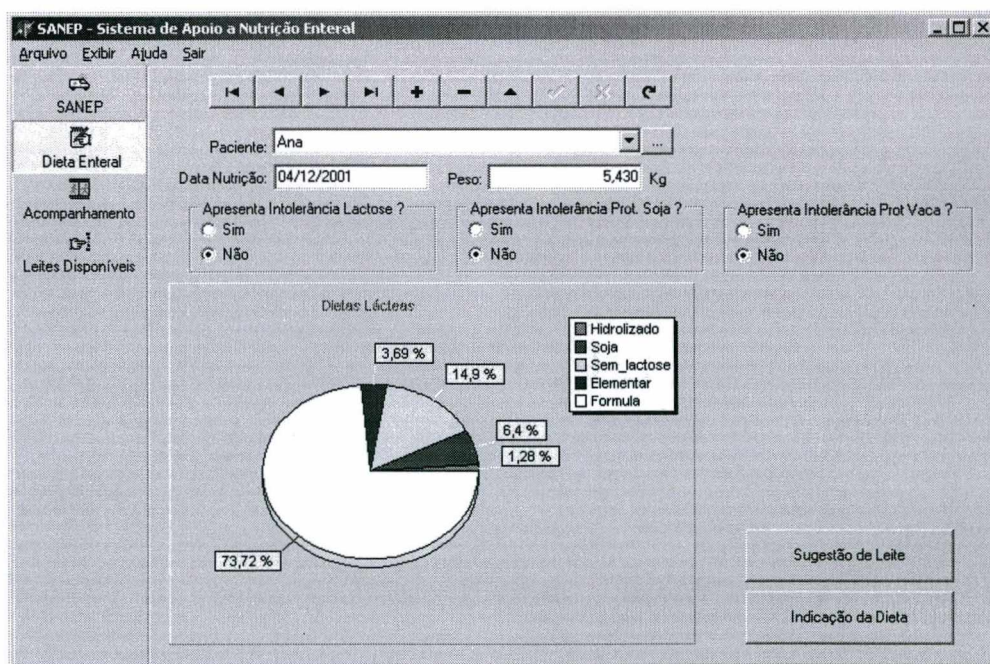 SANEP - Sistema de Apoio a Nutrição Enteral
Arquivo Exibir Ajuda Sair
SANEP
Dieta Enteral
Acompanhamento
Leites Disponíveis
Paciente: Ana ...
Data Nutrição: 04/12/2001 Peso: 5,430 Kg
Apresenta Intolerância Lactose ?
Sim
Não
Apresenta Intolerância Prot. Soja ?
Sim
Não
Apresenta Intolerância Prot Vaca ?
Sim
Não
Dietas Lácteas
Hidrolizado
Soja
Sem_lactose
Elementar
Formula
3,69 %
14,9 %
6,4 %
1,28 %
73,72 %
Sugestão de Leite
Indicação da Dieta